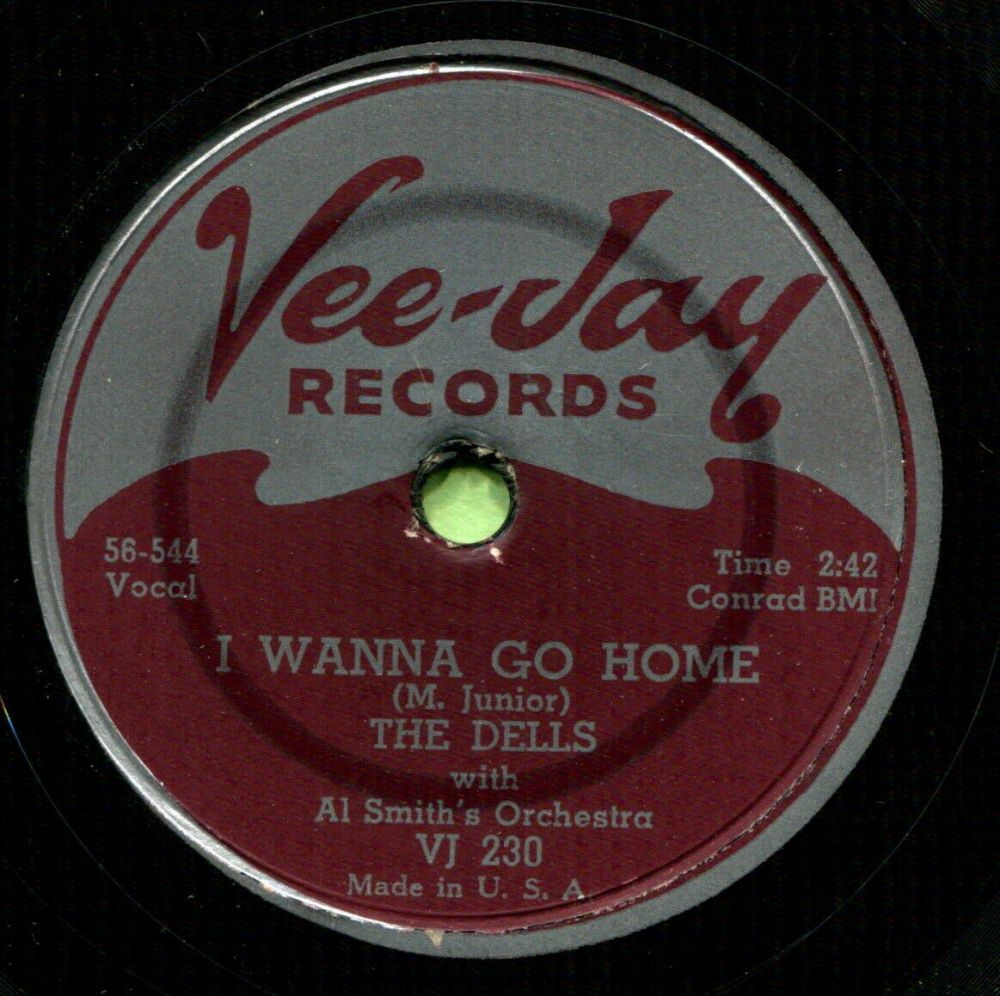 Vee-Jay
RECORDS
56-544
Vocal
Time 2:42
Conrad BMI
I WANNA GO HOME
(M. Junior)
THE DELLS
with
Al Smith's Orchestra
VJ 230
Made in U. S. A.